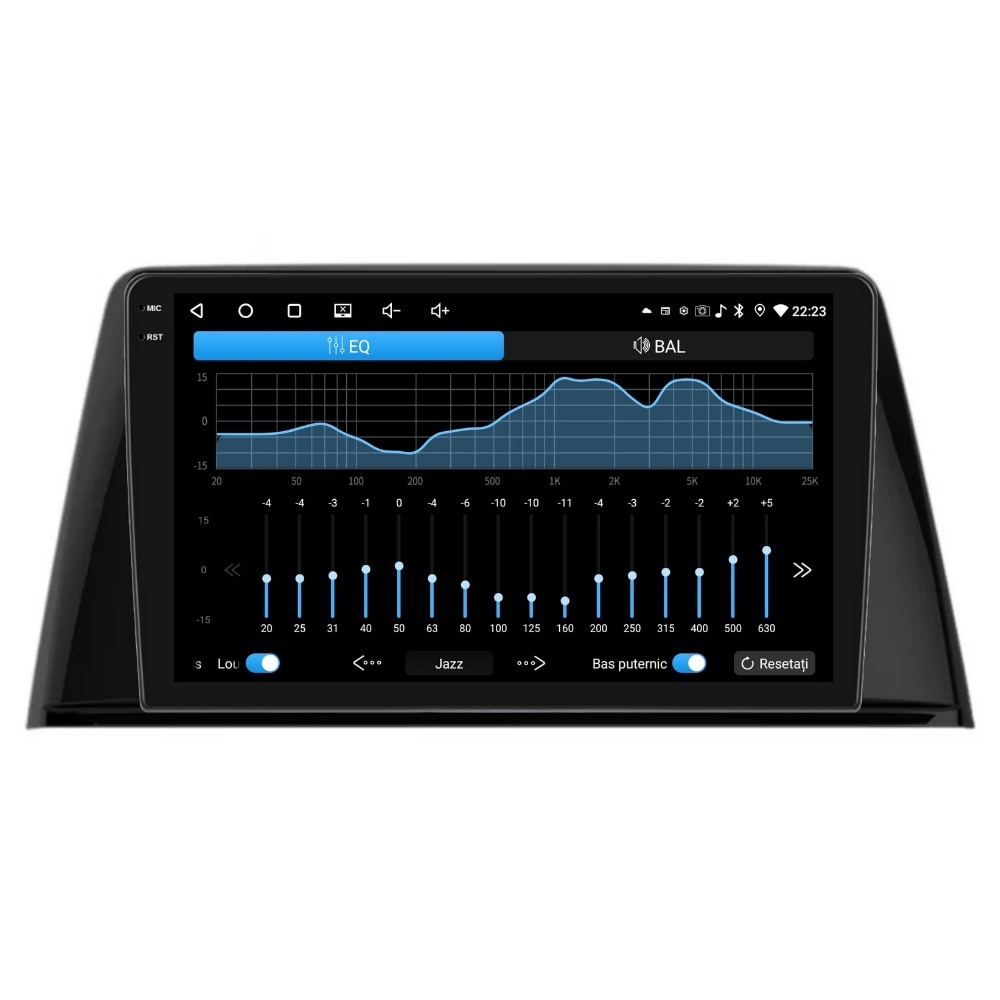 MIC
RST
22:23
EQ
BAL
15
0
-15
20 50 100 200 500 1K 2K 5K 10K 25K
-4 -4 -3 -1 0 -4 -6 -10 -10 -11 -4 -3 -2 -2 +2 +5
15
0
-15
20 25 31 40 50 63 80 100 125 160 200 250 315 400 500 630
s Lou Jazz Bas puternic Resetați